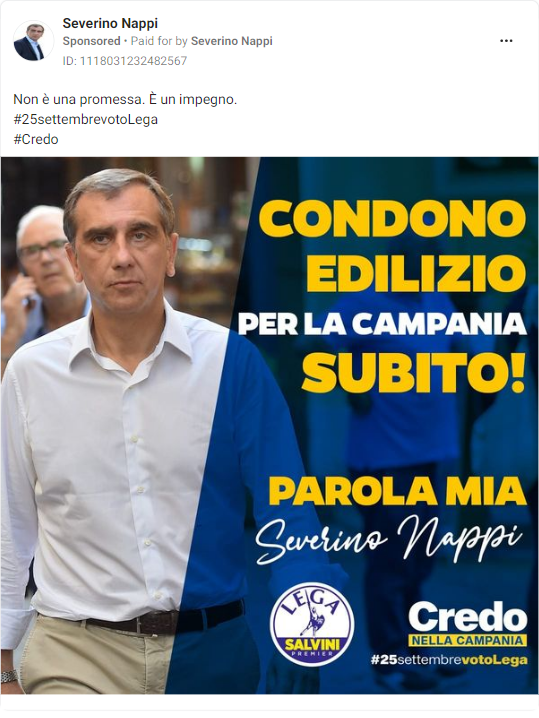 Severino Nappi
Sponsored • Paid for by Severino Nappi
ID: 1118031232482567
Non è una promessa. È un impegno.
#25settembrevotoLega
#Credo
CONDONO
EDILIZIO
PER LA CAMPANIA
SUBITO!
PAROLA MIA
Severino Nappi
LEGA
SALVINI
PREMIER
Credo
NELLA CAMPANIA
#25settembrevotoLega